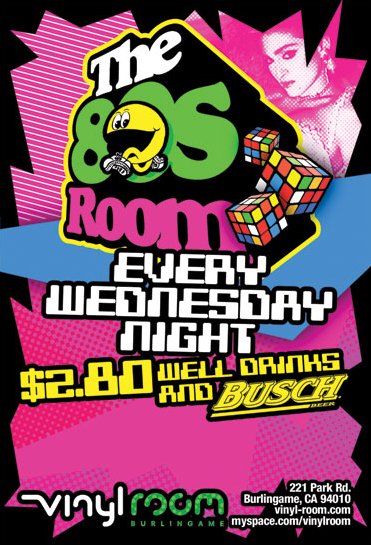 The
80s
Room
EVERY
WEDNESDAY
NIGHT
$2.80 WELL DRINKS
AND BUSCH
BEER
vinylroom
BURLINGAME
221 Park Rd.
Burlingame, CA 94010
vinyl-room.com
myspace.com/vinylroom